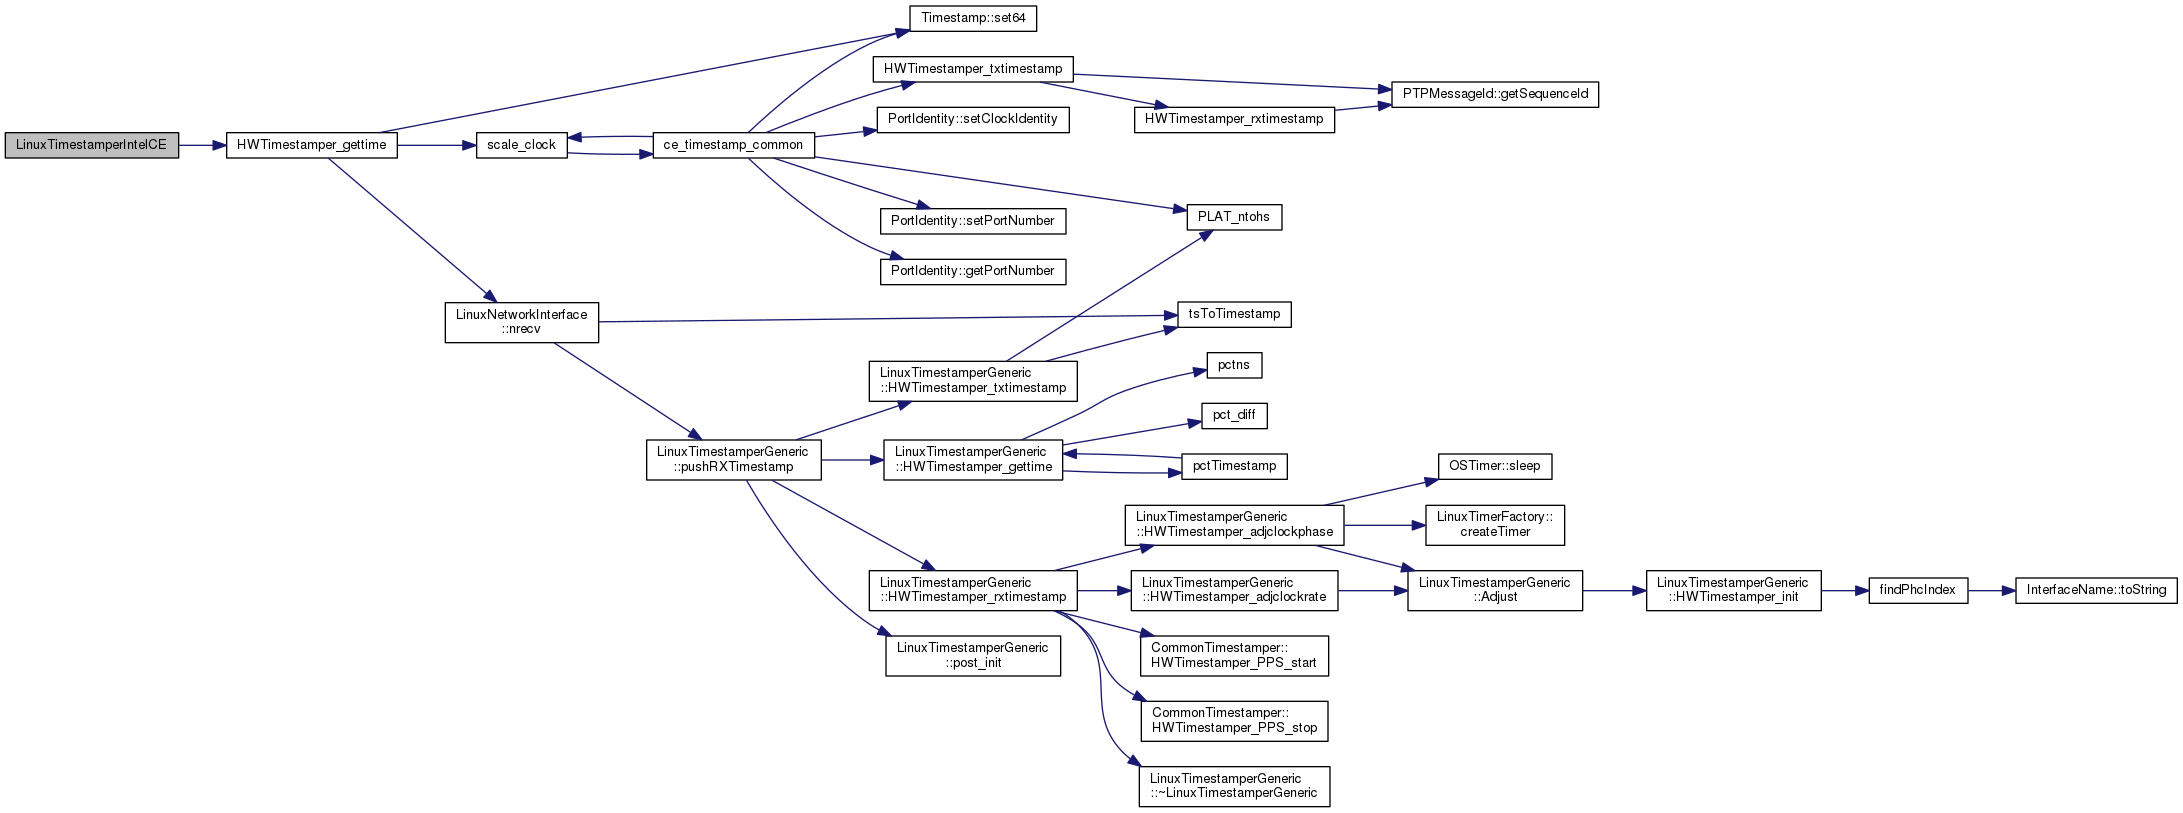 Timestamp::set64
HWTimestamper_txtimestamp
PTPMessageId::getSequenceId
PortIdentity::setClockIdentity
HWTimestamper_rxtimestamp
LinuxTimestamperIntelCE
HWTimestamper_gettime
scale_clock
ce_timestamp_common
PortIdentity::setPortNumber
PLAT_ntohs
PortIdentity::getPortNumber
LinuxNetworkInterface
::nrecv
tsToTimestamp
LinuxTimestamperGeneric
::HWTimestamper_txtimestamp
pctns
pct_diff
LinuxTimestamperGeneric
::pushRXTimestamp
LinuxTimestamperGeneric
::HWTimestamper_gettime
pctTimestamp
OSTimer::sleep
LinuxTimestamperGeneric
::HWTimestamper_adjclockphase
LinuxTimerFactory::
createTimer
LinuxTimestamperGeneric
::HWTimestamper_rxtimestamp
LinuxTimestamperGeneric
::HWTimestamper_adjclockrate
LinuxTimestamperGeneric
::Adjust
LinuxTimestamperGeneric
::HWTimestamper_init
findPhcIndex
InterfaceName::toString
LinuxTimestamperGeneric
::post_init
CommonTimestamper::
HWTimestamper_PPS_start
CommonTimestamper::
HWTimestamper_PPS_stop
LinuxTimestamperGeneric
::~LinuxTimestamperGeneric